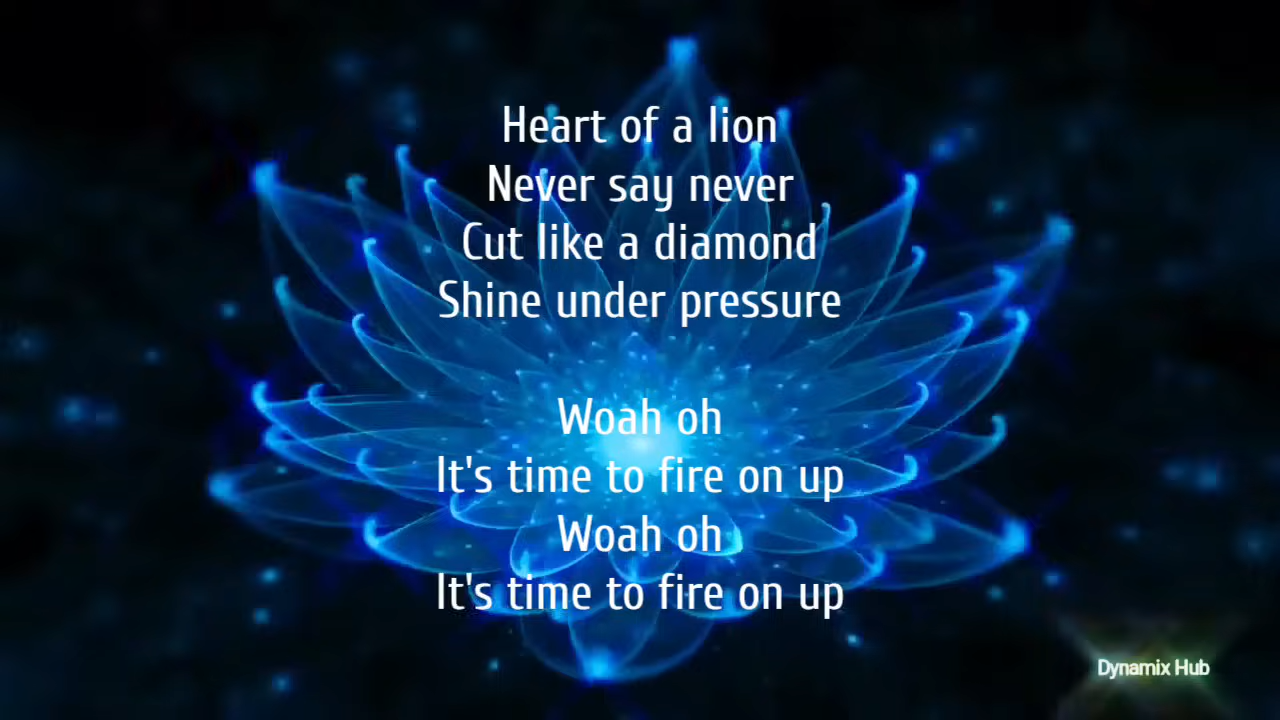 Heart of a lion
Never say never
Cut like a diamond
Shine under pressure
Woah oh
It's time to fire on up
Woah oh
It's time to fire on up
Dynamix Hub